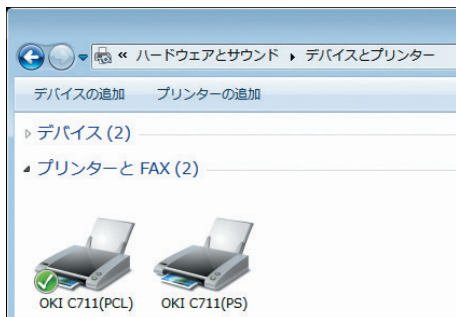 « ハードウェアとサウンド ▸ デバイスとプリンター
デバイスの追加 プリンターの追加
デバイス (2)
プリンターと FAX (2)
OKI C711(PCL) OKI C711(PS)